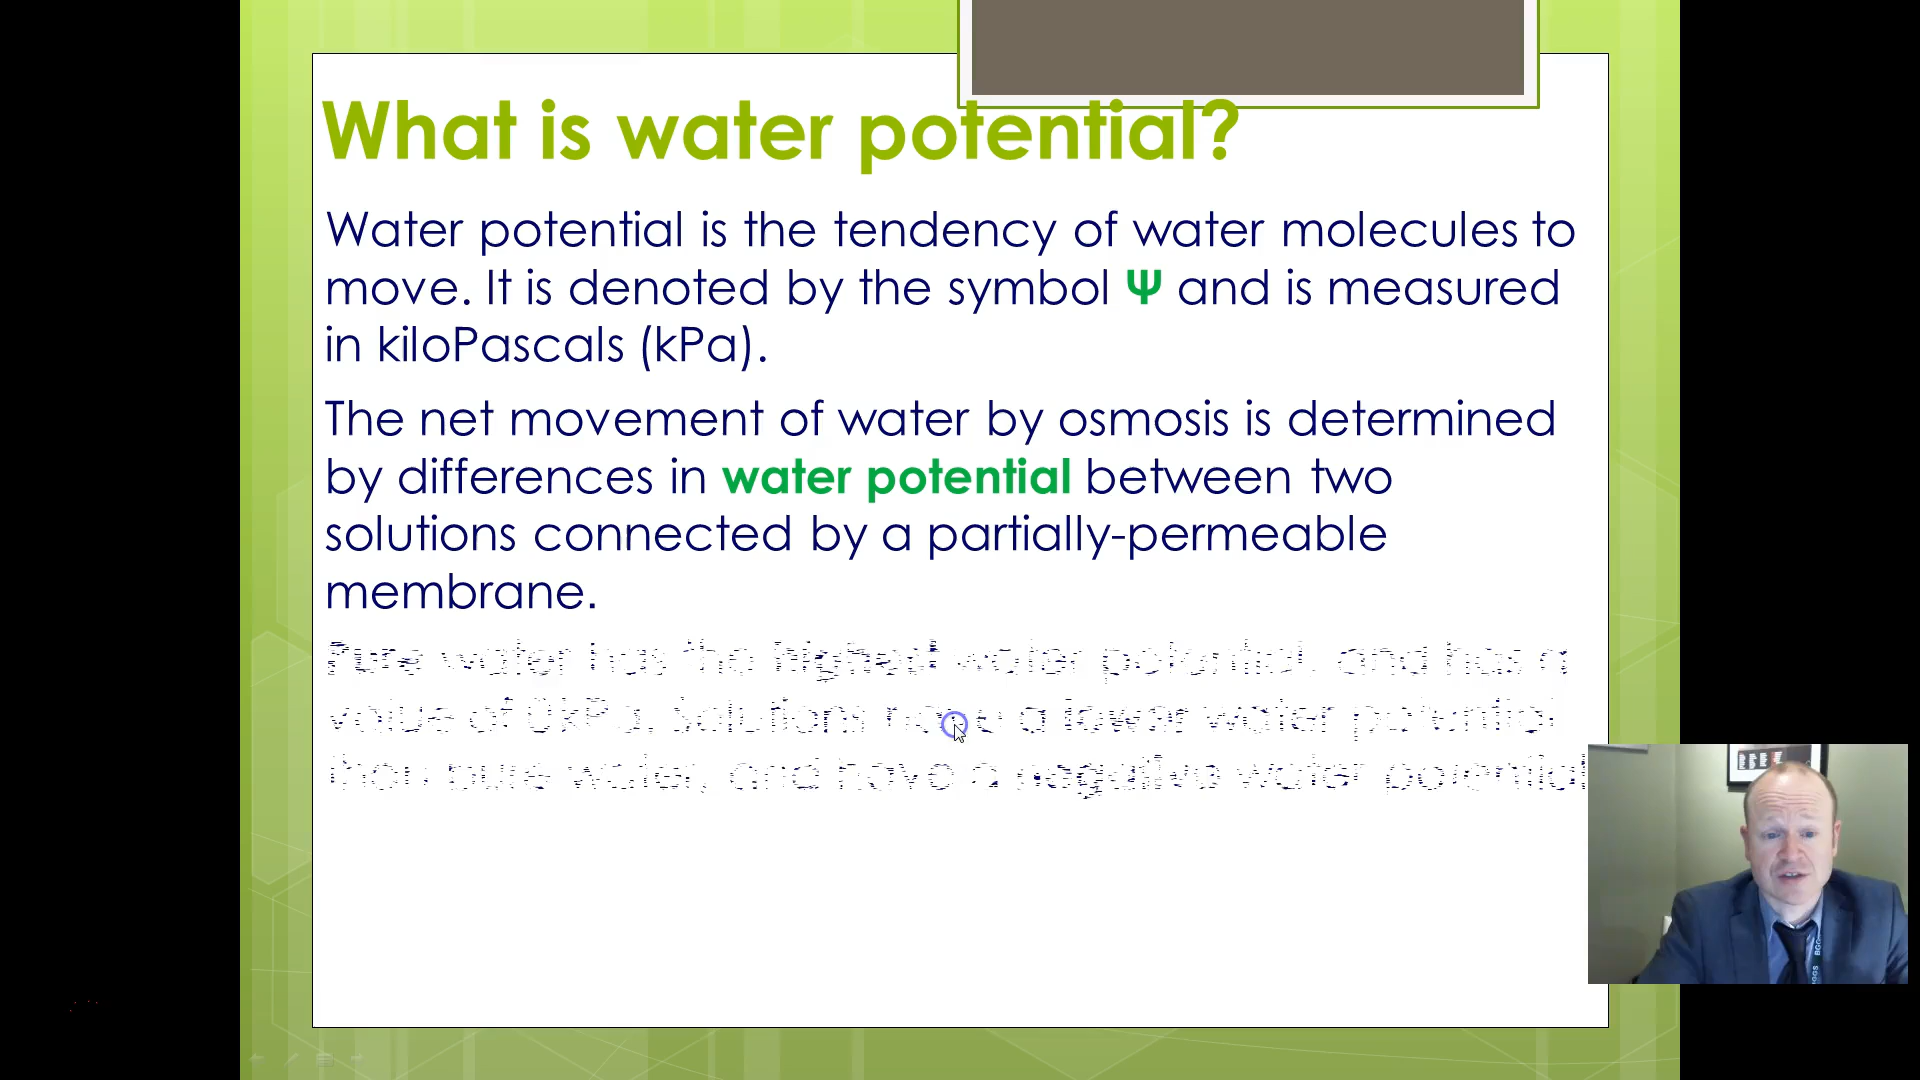 What is water potential?
Water potential is the tendency of water molecules to
move. It is denoted by the symbol Ψ and is measured
in kiloPascals (kPa).
The net movement of water by osmosis is determined
by differences in water potential between two
solutions connected by a partially-permeable
membrane.
Pure water has the highest water potential, and has a
value of 0kPa. Solutions have a lower water potential
than pure water, and have a negative water potential